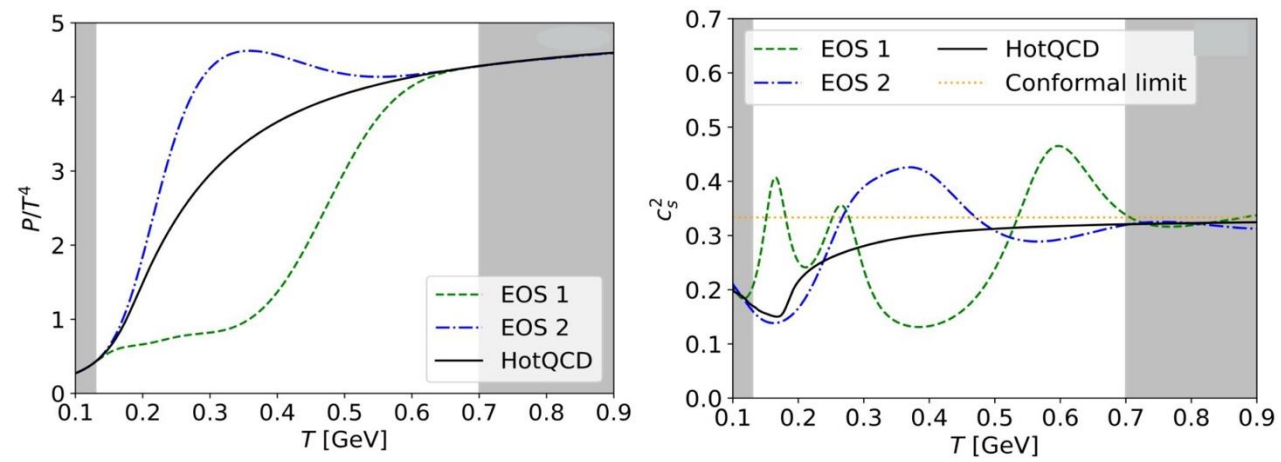 5
4
3
2
1
0
P/T⁴
0.1 0.2 0.3 0.4 0.5 0.6 0.7 0.8 0.9
T [GeV]
EOS 1
EOS 2
HotQCD
0.7
0.6
0.5
0.4
0.3
0.2
0.1
0.0
c_s^2
0.1 0.2 0.3 0.4 0.5 0.6 0.7 0.8 0.9
T [GeV]
EOS 1 HotQCD
EOS 2 Conformal limit